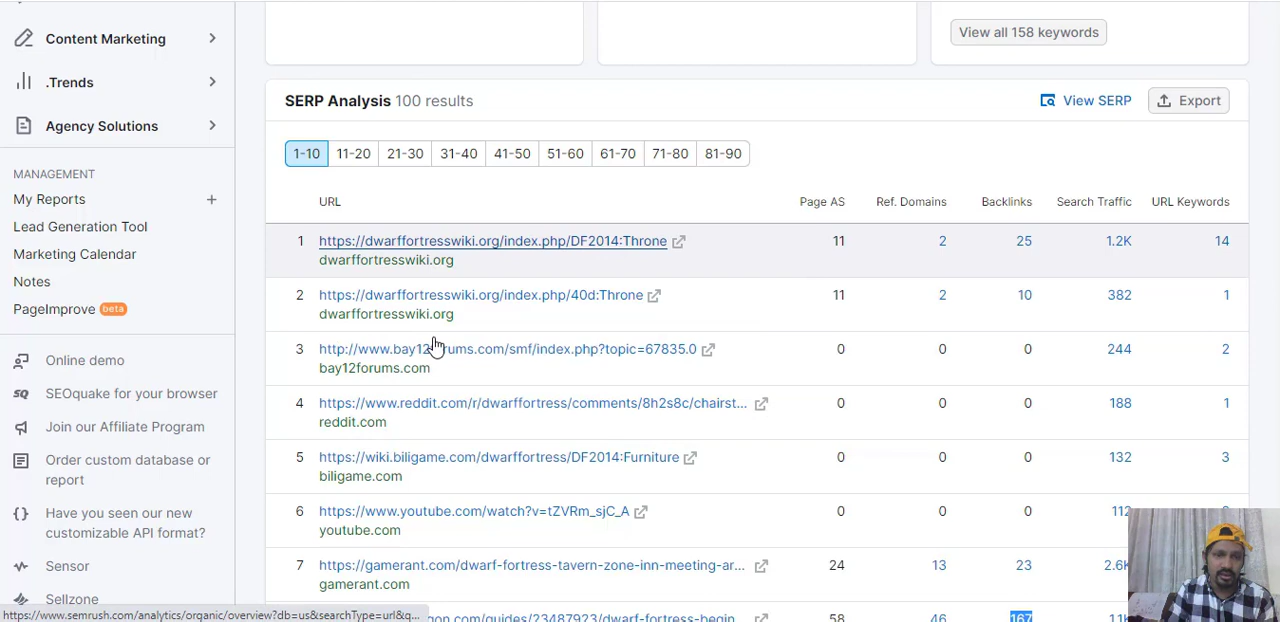 Content Marketing
View all 158 keywords
.Trends
SERP Analysis 100 results
View SERP
Export
Agency Solutions
1-10 11-20 21-30 31-40 41-50 51-60 61-70 71-80 81-90
MANAGEMENT
My Reports +
URL Page AS Ref. Domains Backlinks Search Traffic URL Keywords
Lead Generation Tool
1 https://dwarffortresswiki.org/index.php/DF2014:Throne 11 2 25 1.2K 14
dwarffortresswiki.org
Marketing Calendar
Notes
2 https://dwarffortresswiki.org/index.php/40d:Throne 11 2 10 382 1
dwarffortresswiki.org
PageImprove beta
3 http://www.bay12forums.com/smf/index.php?topic=67835.0 0 0 0 244 2
bay12forums.com
Online demo
SEOquake for your browser
4 https://www.reddit.com/r/dwarffortress/comments/8h2s8c/chairst... 0 0 0 188 1
reddit.com
Join our Affiliate Program
5 https://wiki.biligame.com/dwarffortress/DF2014:Furniture 0 0 0 132 3
biligame.com
Order custom database or
report
6 https://www.youtube.com/watch?v=tZVRm_sjC_A 0 0 0 112
youtube.com
Have you seen our new
customizable API format?
7 https://gamerant.com/dwarf-fortress-tavern-zone-inn-meeting-ar... 24 13 23
gamerant.com
Sensor
Sellzone
58 46 167
https://www.semrush.com/analytics/organic/overview?db=us&searchType=url&q...